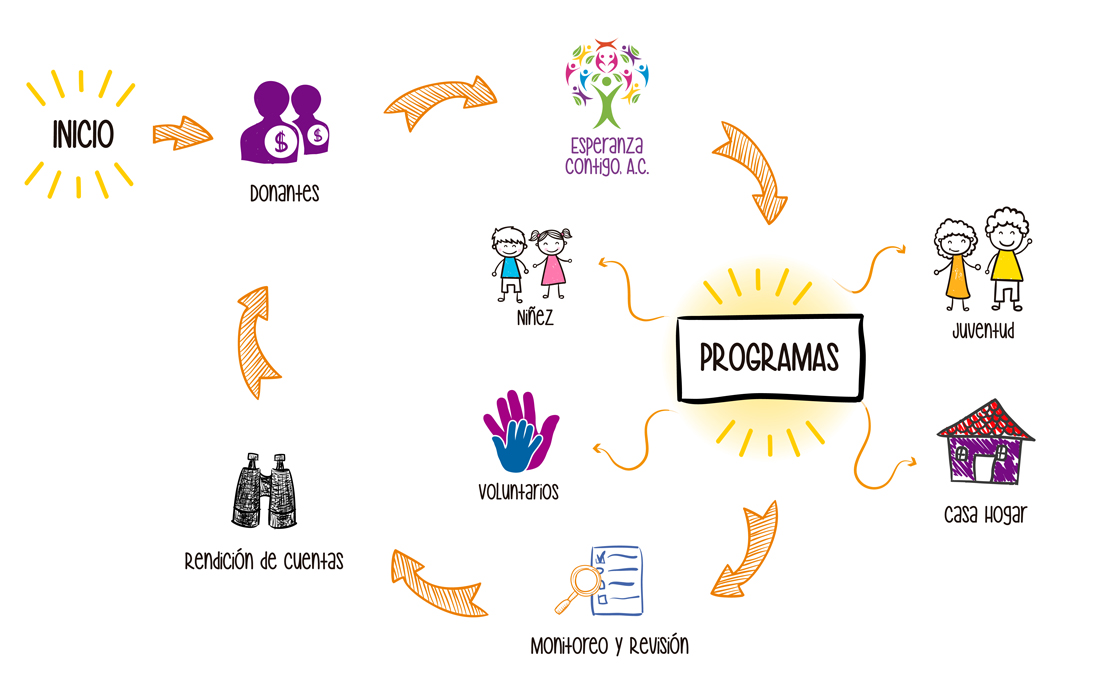 INICIO
$
$
Donantes
Esperanza
Contigo, A.C.
Niñez
Juventud
PROGRAMAS
Voluntarios
Casa Hogar
Rendición de Cuentas
Monitoreo y Revisión